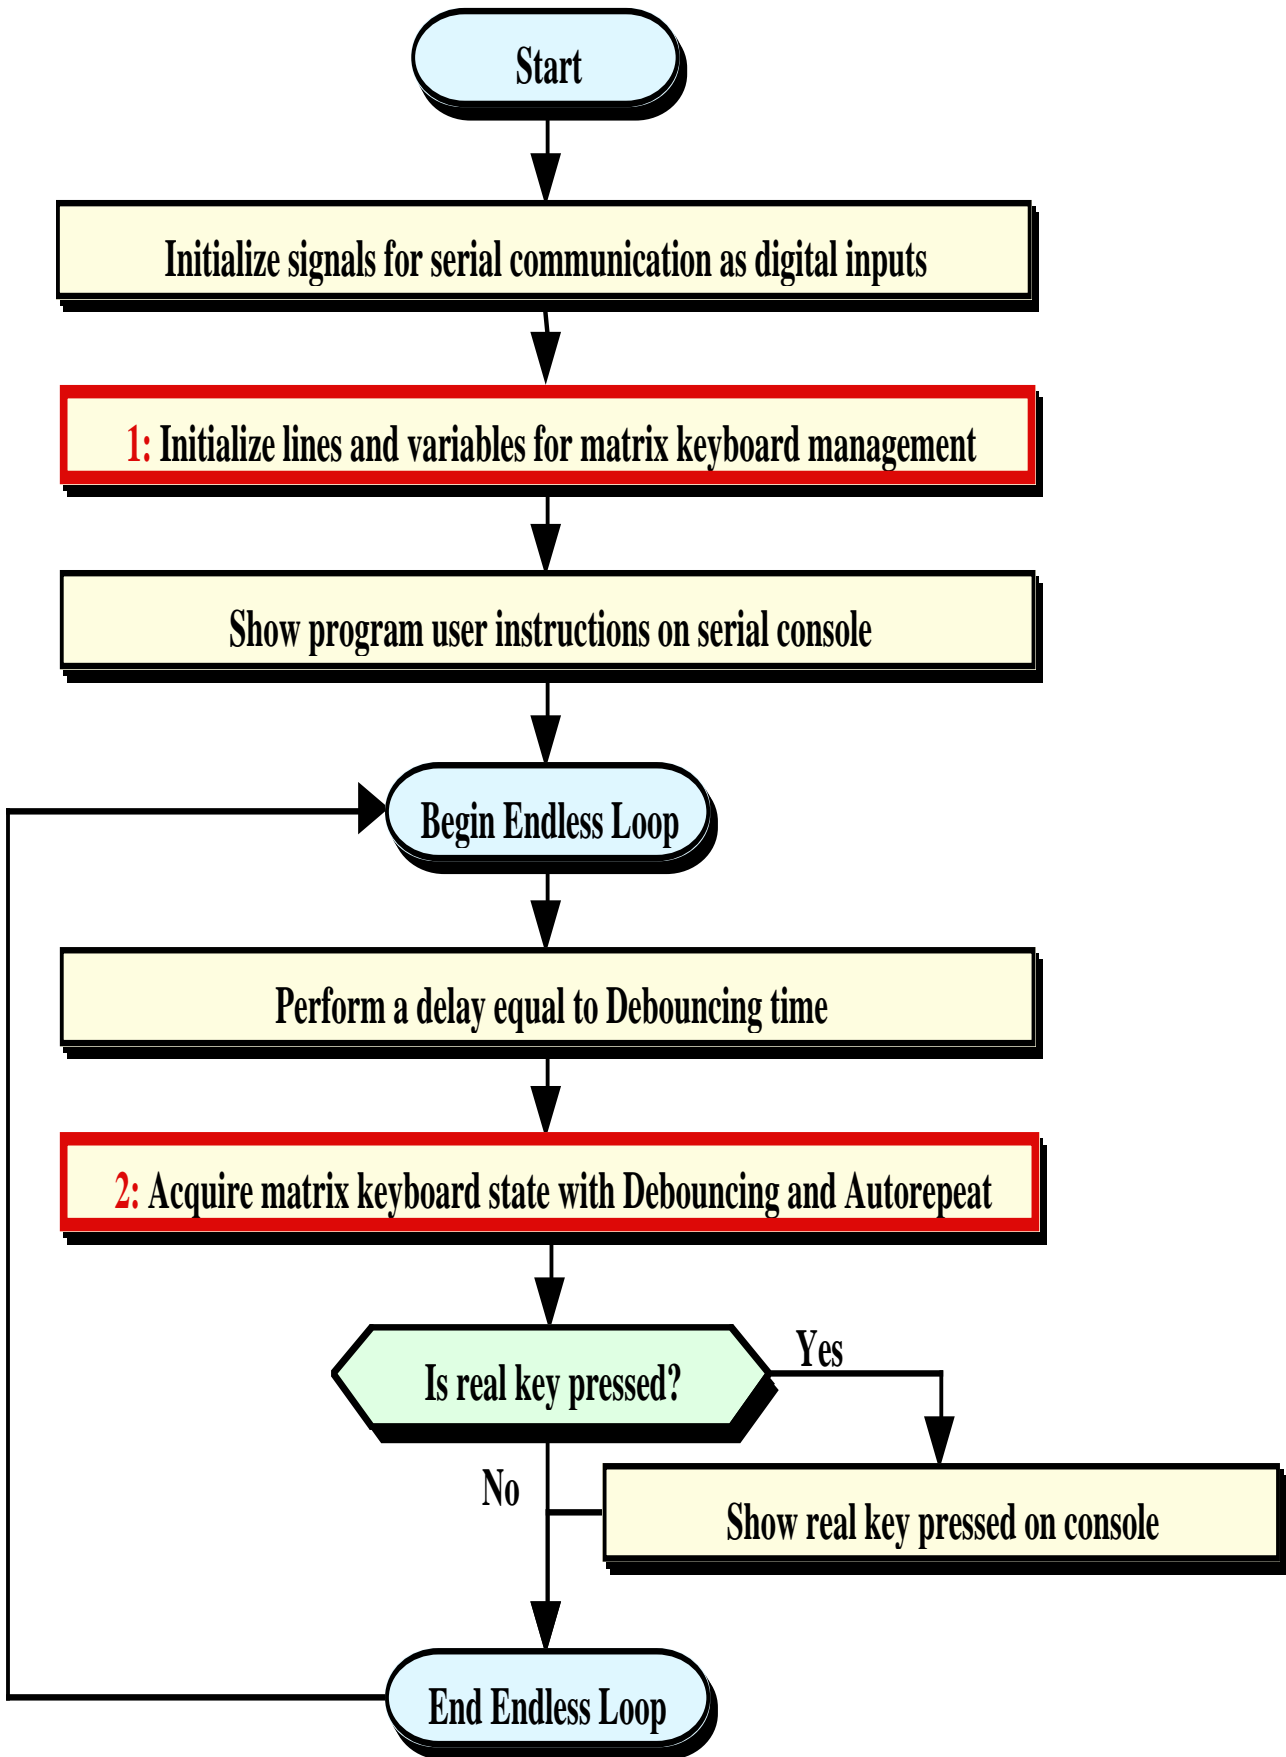 Start
Initialize signals for serial communication as digital inputs
1: Initialize lines and variables for matrix keyboard management
Show program user instructions on serial console
Begin Endless Loop
Perform a delay equal to Debouncing time
2: Acquire matrix keyboard state with Debouncing and Autorepeat
Is real key pressed?
Yes
No
Show real key pressed on console
End Endless Loop